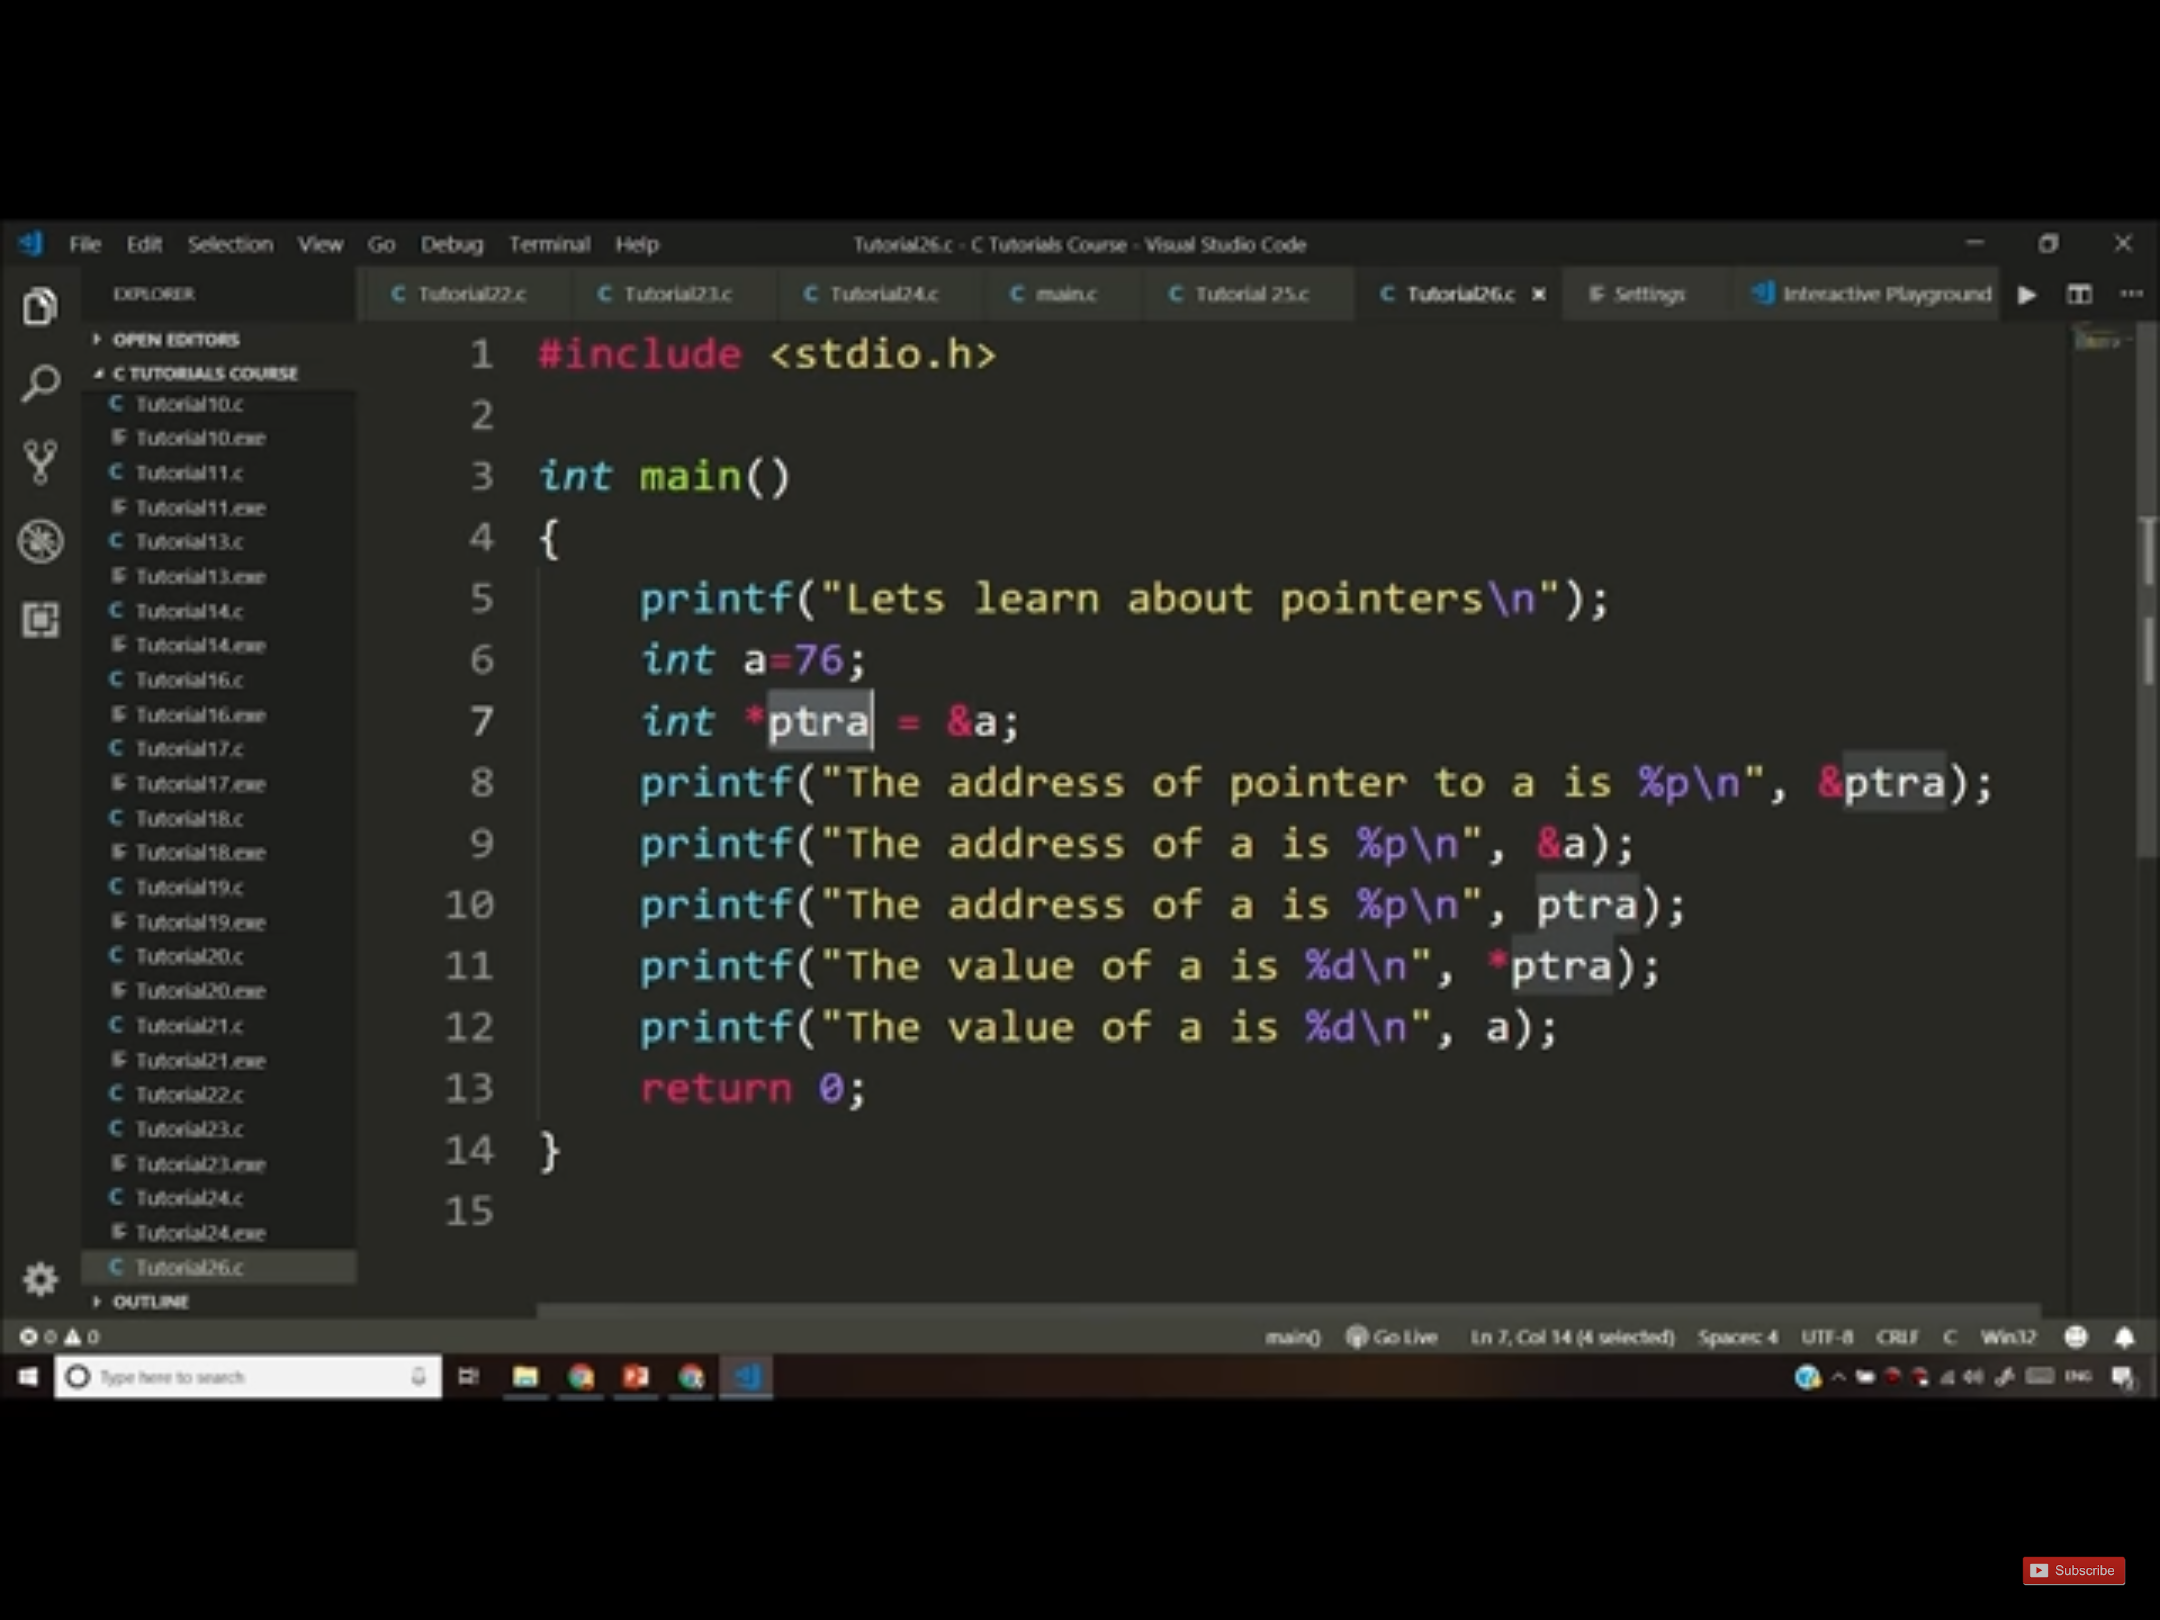 File Edit Selection View Go Debug Terminal Help Tutorial26.c - C Tutorials Course - Visual Studio Code
EXPLORER
Tutorial22.c Tutorial23.c Tutorial24.c main.c Tutorial 25.c Tutorial26.c Settings Interactive Playground
OPEN EDITORS
C TUTORIALS COURSE
Tutorial10.c
Tutorial10.exe
Tutorial11.c
Tutorial11.exe
Tutorial13.c
Tutorial13.exe
Tutorial14.c
Tutorial14.exe
Tutorial16.c
Tutorial16.exe
Tutorial17.c
Tutorial17.exe
Tutorial18.c
Tutorial18.exe
Tutorial19.c
Tutorial19.exe
Tutorial20.c
Tutorial20.exe
Tutorial21.c
Tutorial21.exe
Tutorial22.c
Tutorial23.c
Tutorial23.exe
Tutorial24.c
Tutorial24.exe
Tutorial26.c
OUTLINE
1 #include <stdio.h>
2
3 int main()
4 {
5 printf("Lets learn about pointers\n");
6 int a=76;
7 int *ptra = &a;
8 printf("The address of pointer to a is %p\n", &ptra);
9 printf("The address of a is %p\n", &a);
10 printf("The address of a is %p\n", ptra);
11 printf("The value of a is %d\n", *ptra);
12 printf("The value of a is %d\n", a);
13 return 0;
14 }
15
0 0 main() Go Live Ln 7, Col 14 (4 selected) Spaces: 4 UTF-8 CRLF C Win32
Type here to search ENG
Subscribe